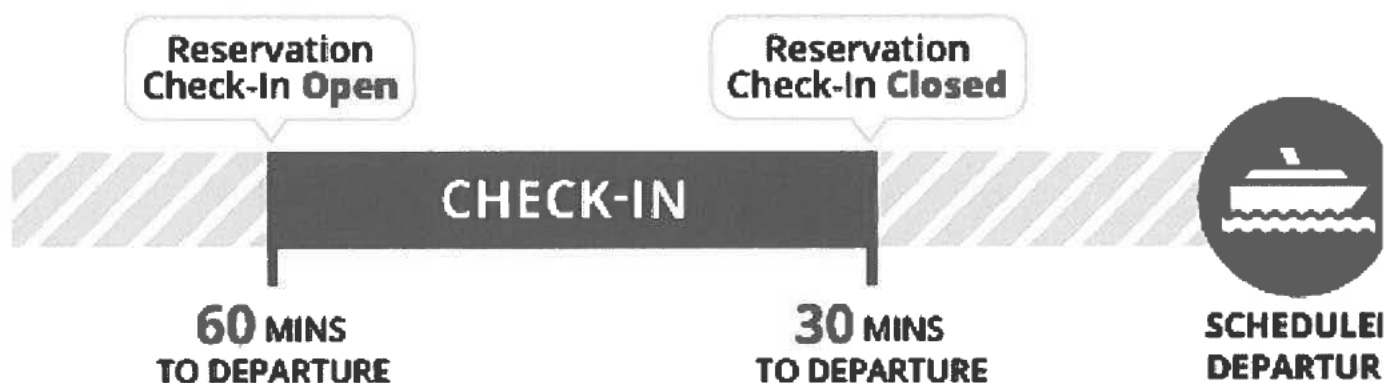 Reservation
Check-In Open
Reservation
Check-In Closed
CHECK-IN
60 MINS
TO DEPARTURE
30 MINS
TO DEPARTURE
SCHEDULE
DEPARTUR